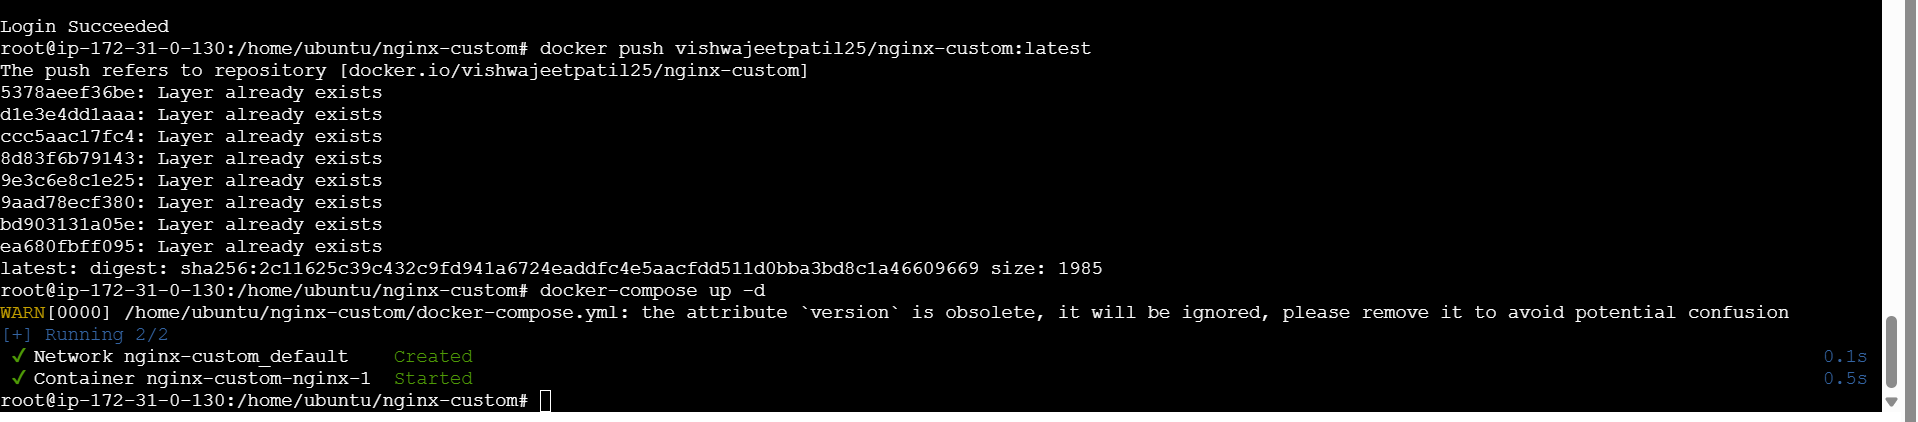 Login Succeeded
root@ip-172-31-0-130:/home/ubuntu/nginx-custom# docker push vishwajeetpatil25/nginx-custom:latest
The push refers to repository [docker.io/vishwajeetpatil25/nginx-custom]
5378aeef36be: Layer already exists
d1e3e4dd1aaa: Layer already exists
ccc5aac17fc4: Layer already exists
8d83f6b79143: Layer already exists
9e3c6e8c1e25: Layer already exists
9aad78ecf380: Layer already exists
bd903131a05e: Layer already exists
ea680fbff095: Layer already exists
latest: digest: sha256:2c11625c39c432c9fd941a6724eaddfc4e5aacfdd511d0bba3bd8c1a46609669 size: 1985
root@ip-172-31-0-130:/home/ubuntu/nginx-custom# docker-compose up -d
WARN[0000] /home/ubuntu/nginx-custom/docker-compose.yml: the attribute `version` is obsolete, it will be ignored, please remove it to avoid potential confusion
[+] Running 2/2
✓ Network nginx-custom_default Created 0.1s
✓ Container nginx-custom-nginx-1 Started 0.5s
root@ip-172-31-0-130:/home/ubuntu/nginx-custom#